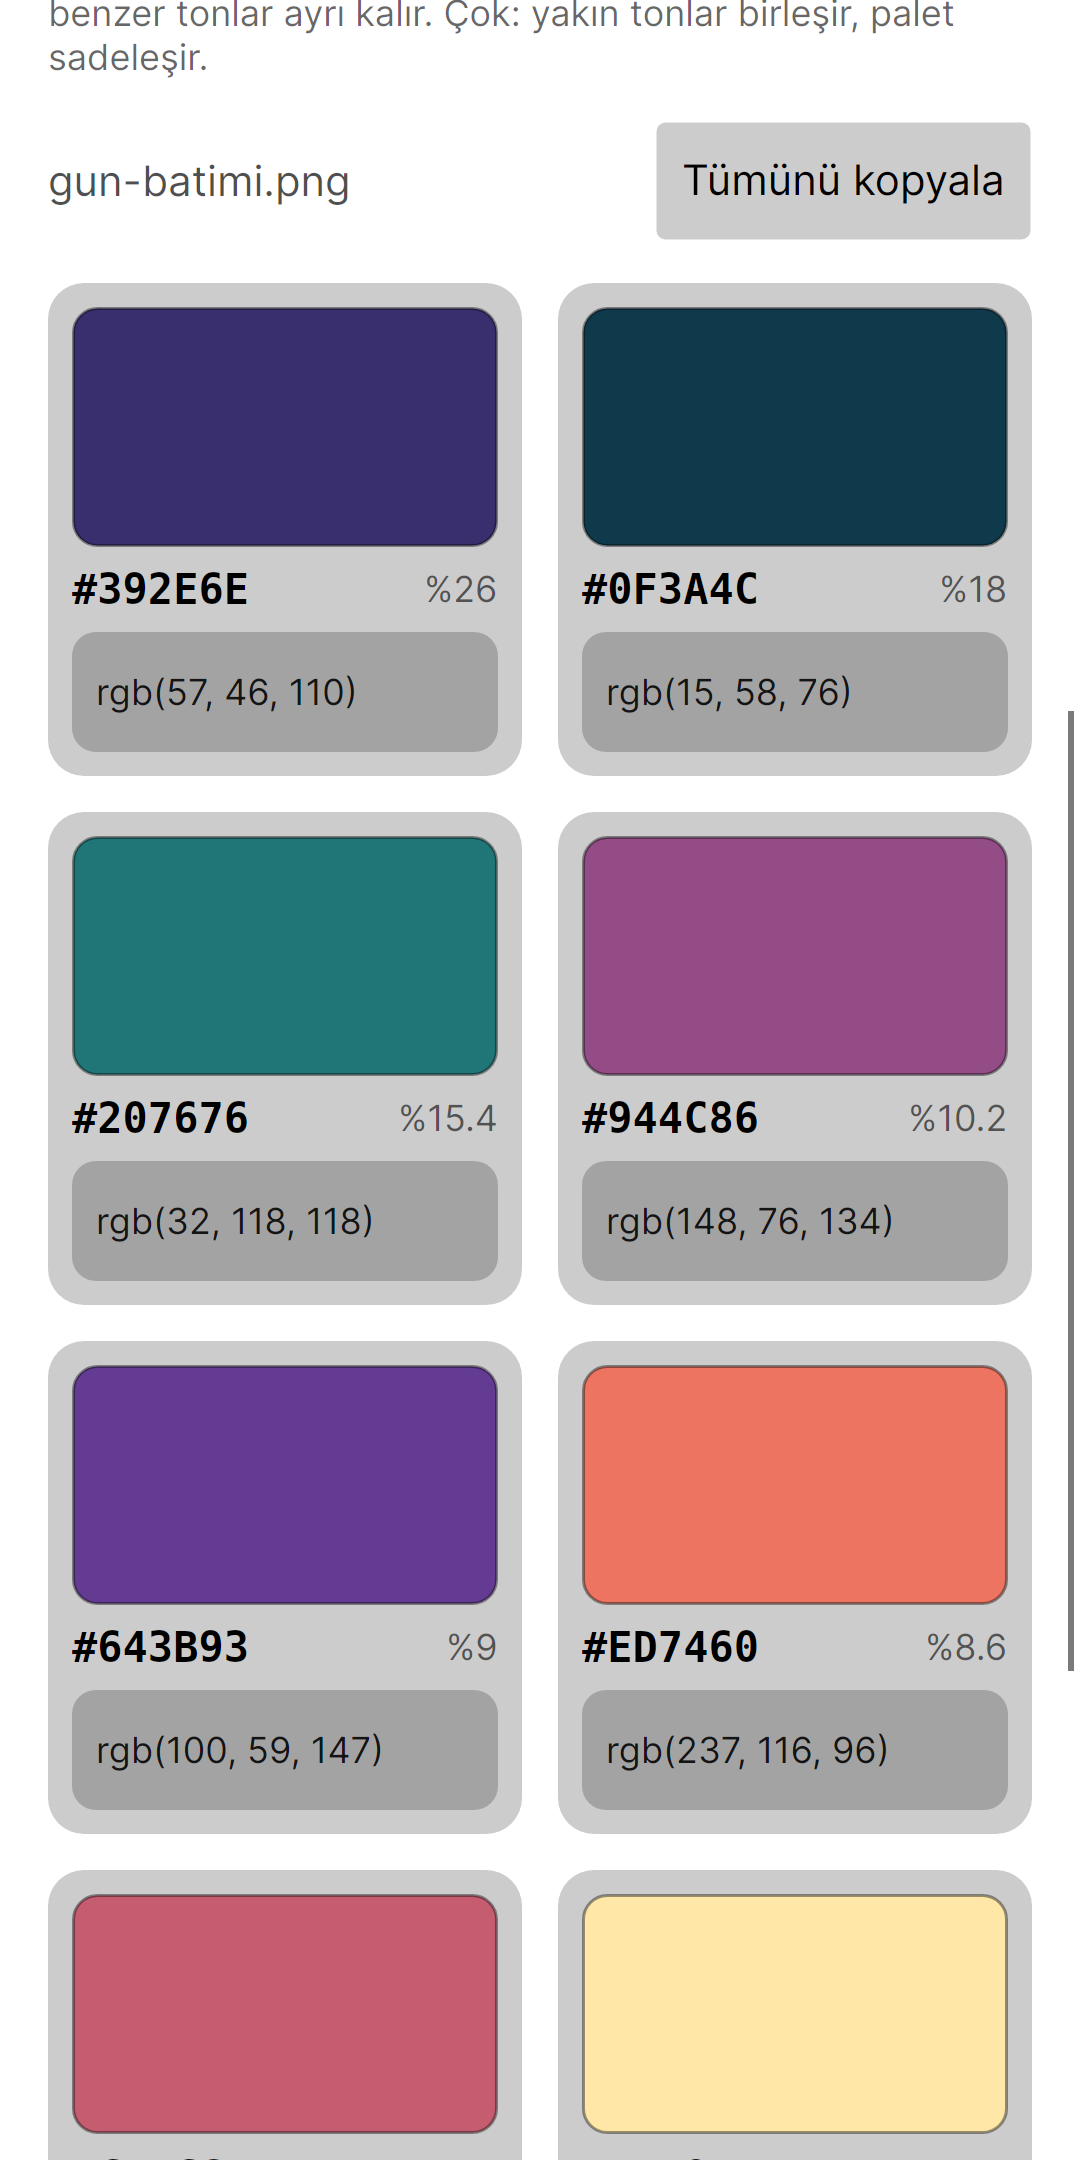 benzer tonlar ayrı kalır. Çok: yakın tonlar birleşir, palet
sadeleşir.
gun-batimi.png
Tümünü kopyala
#392E6E %26
rgb(57, 46, 110)
#0F3A4C %18
rgb(15, 58, 76)
#207676 %15.4
rgb(32, 118, 118)
#944C86 %10.2
rgb(148, 76, 134)
#643B93 %9
rgb(100, 59, 147)
#ED7460 %8.6
rgb(237, 116, 96)